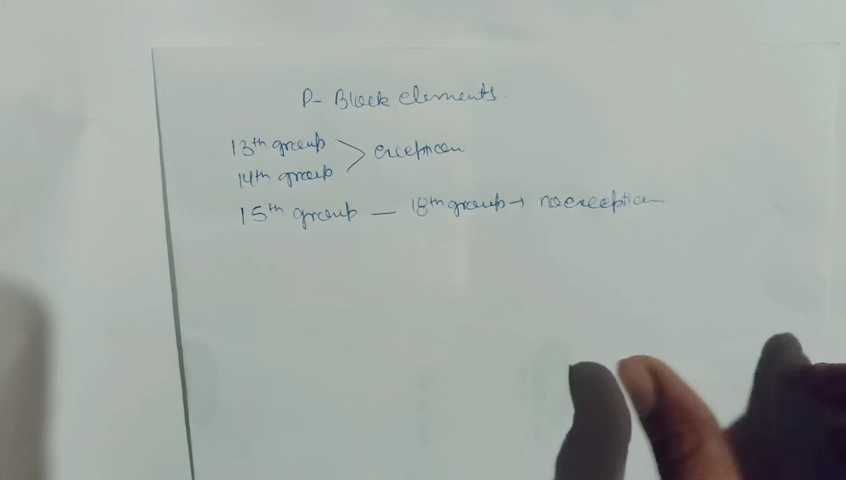 P- Block elements.
13th group
14th group > exception
15th group — 18th group → no exception